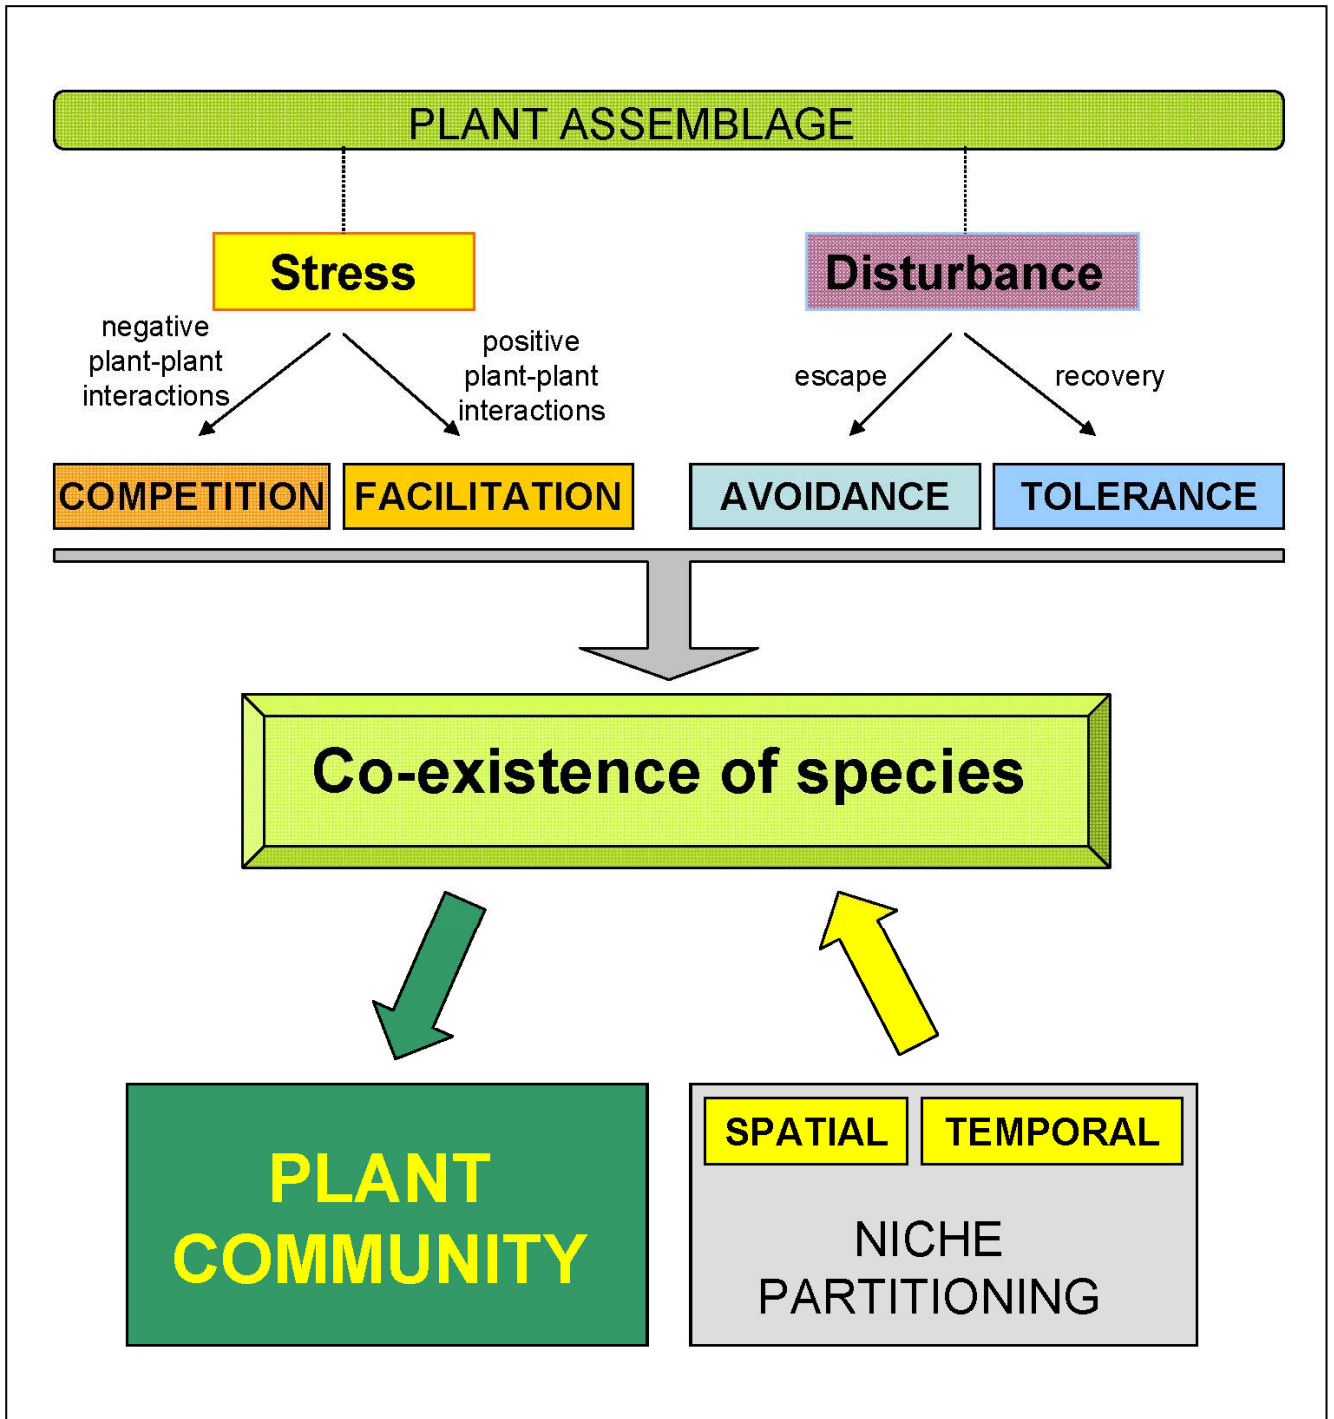 PLANT ASSEMBLAGE
Stress
Disturbance
negative
plant-plant
interactions
positive
plant-plant
interactions
escape
recovery
COMPETITION
FACILITATION
AVOIDANCE
TOLERANCE
Co-existence of species
PLANT
COMMUNITY
SPATIAL
TEMPORAL
NICHE
PARTITIONING